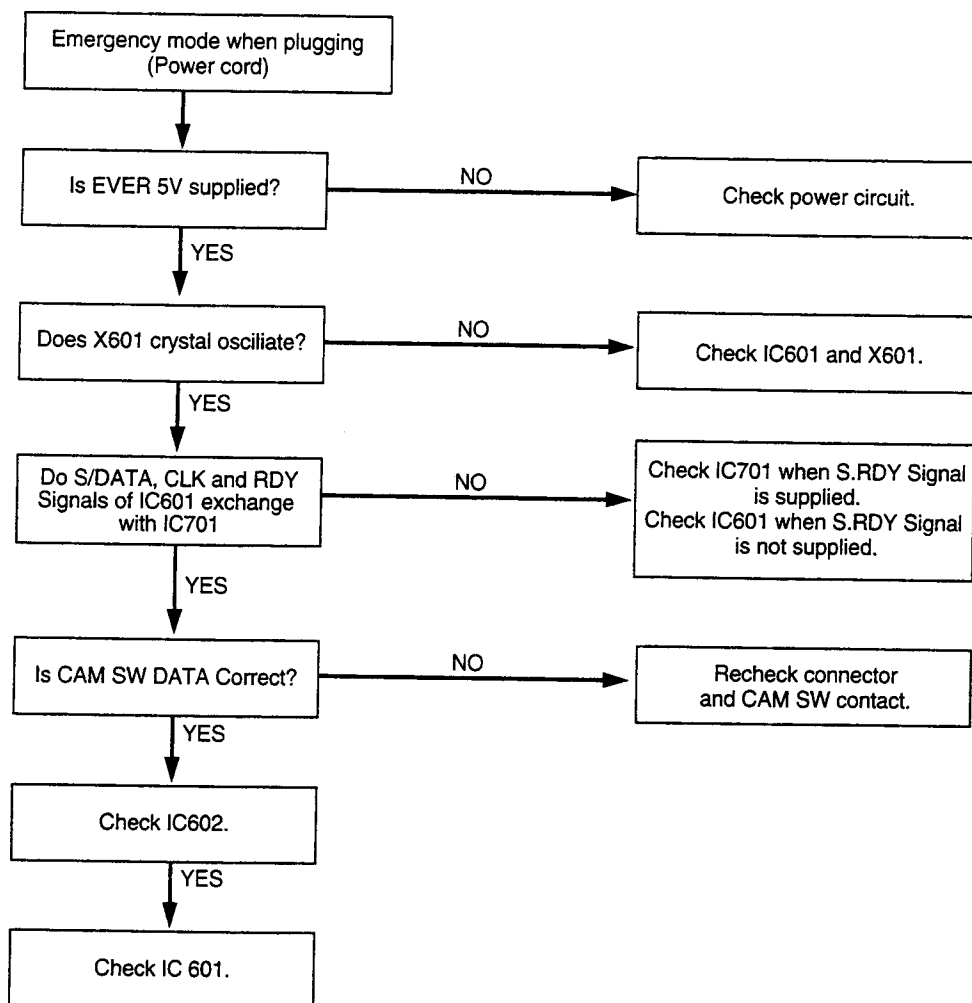 Emergency mode when plugging
(Power cord)
Is EVER 5V supplied?
NO
Check power circuit.
YES
Does X601 crystal osciliate?
NO
Check IC601 and X601.
YES
Do S/DATA, CLK and RDY
Signals of IC601 exchange
with IC701
NO
Check IC701 when S.RDY Signal
is supplied.
Check IC601 when S.RDY Signal
is not supplied.
YES
Is CAM SW DATA Correct?
NO
Recheck connector
and CAM SW contact.
YES
Check IC602.
YES
Check IC 601.